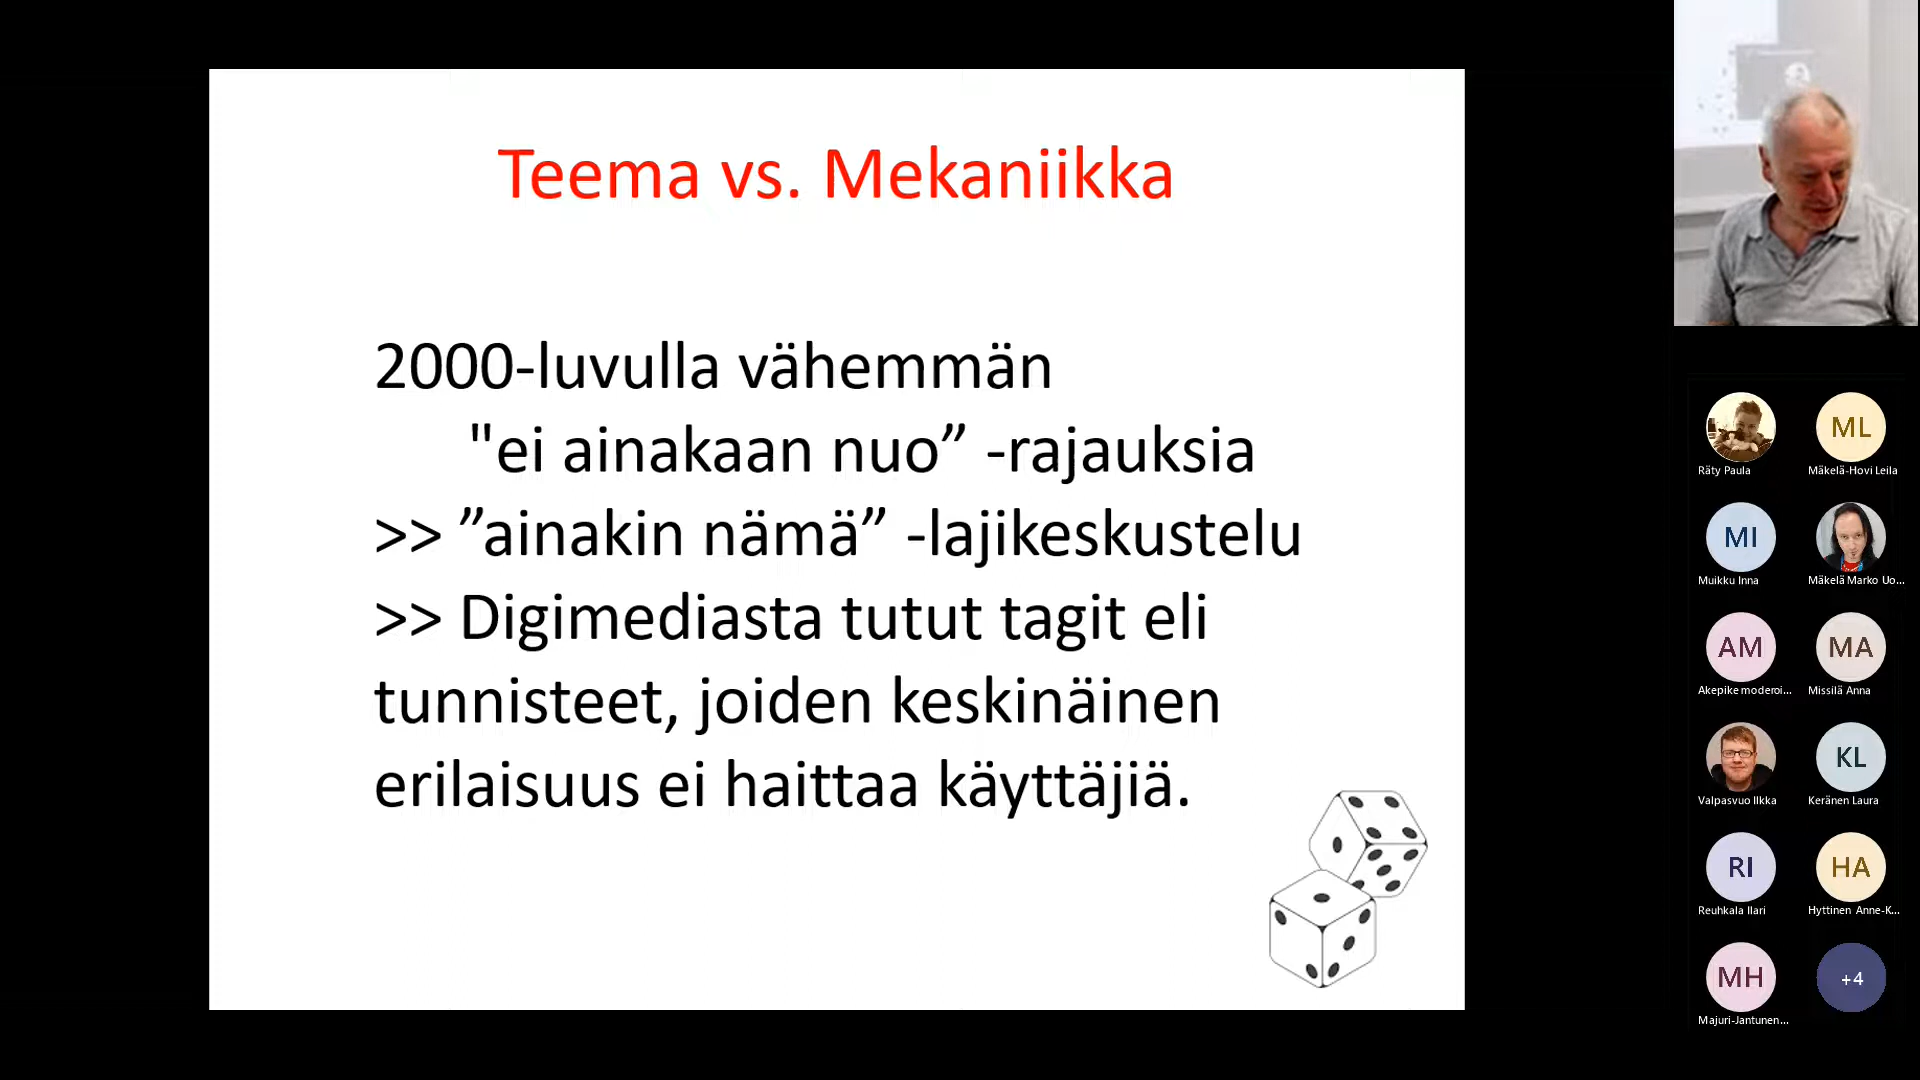 Teema vs. Mekaniikka
2000-luvulla vähemmän
"ei ainakaan nuo” -rajauksia
>> ”ainakin nämä” -lajikeskustelu
>> Digimediasta tutut tagit eli
tunnisteet, joiden keskinäinen
erilaisuus ei haittaa käyttäjiä.
Räty Paula
ML
Mäkelä-Hovi Leila
MI
Muikku Inna
Mäkelä Marko Uo...
AM
Akepike moderoi...
MA
Missilä Anna
Valpasvuo Ilkka
KL
Keränen Laura
RI
Reuhkala Ilari
HA
Hyttinen Anne-K...
MH
Majuri-Jantunen...
+4